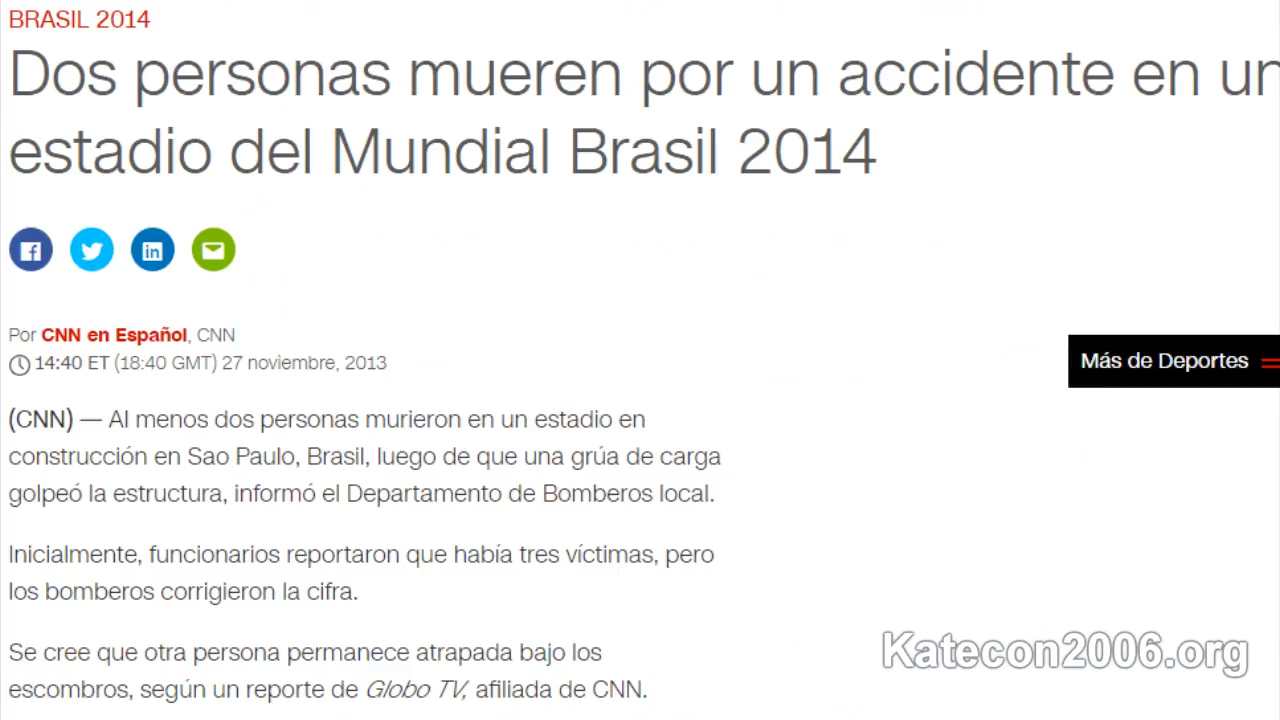 BRASIL 2014
Dos personas mueren por un accidente en un
estadio del Mundial Brasil 2014
Por CNN en Español, CNN
14:40 ET (18:40 GMT) 27 noviembre, 2013
Más de Deportes
(CNN) — Al menos dos personas murieron en un estadio en
construcción en Sao Paulo, Brasil, luego de que una grúa de carga
golpeó la estructura, informó el Departamento de Bomberos local.
Inicialmente, funcionarios reportaron que había tres víctimas, pero
los bomberos corrigieron la cifra.
Se cree que otra persona permanece atrapada bajo los
escombros, según un reporte de Globo TV, afiliada de CNN.
Katecon2006.org